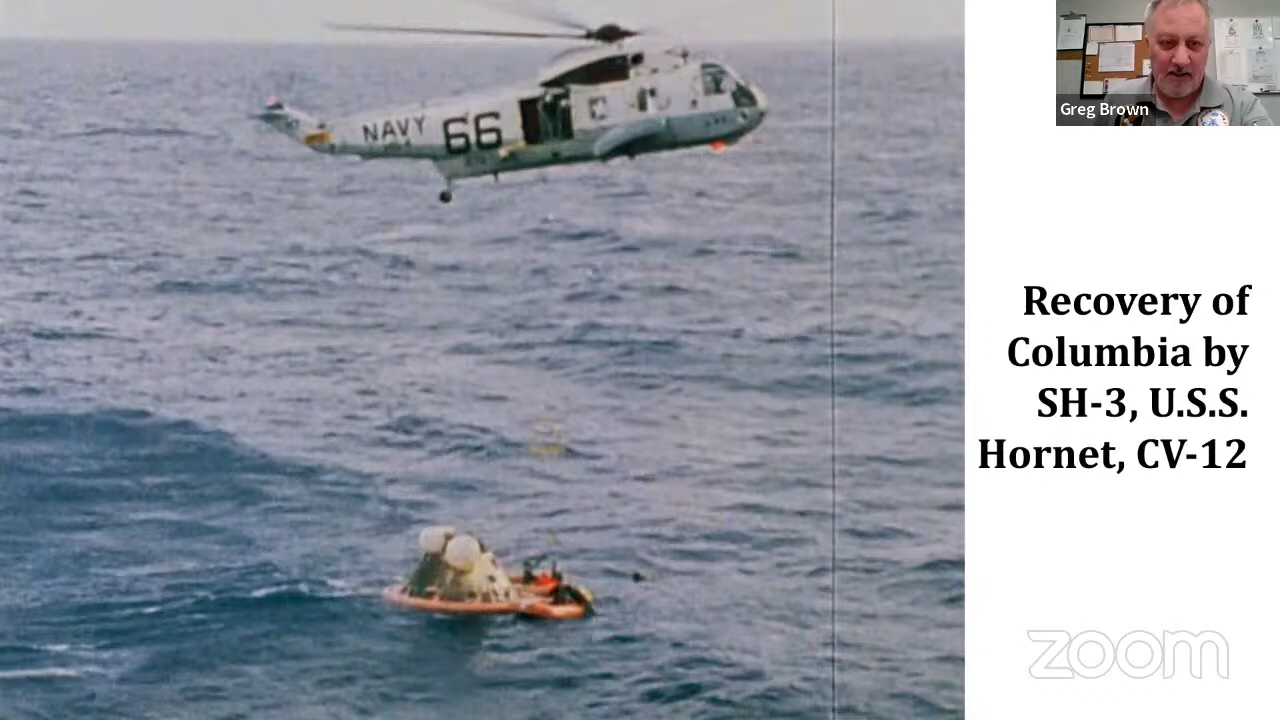 NAVY
66
Greg Brown
Recovery of
Columbia by
SH-3, U.S.S.
Hornet, CV-12
zoom